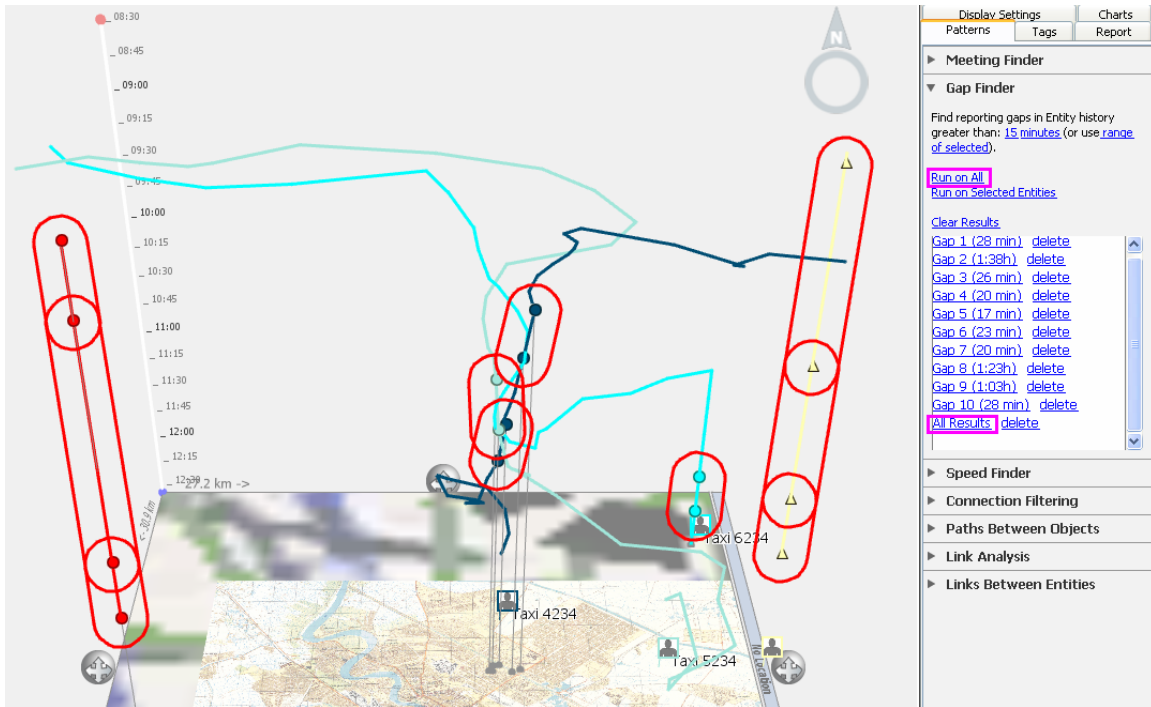 08:30
08:45
09:00
09:15
09:30
09:45
10:00
10:15
10:30
10:45
11:00
11:15
11:30
11:45
12:00
12:15
12:30
27.2 km ->
<- 30.9 km
N
Taxi 6234
Taxi 4234
Taxi 5234
No Location
Display Settings
Charts
Patterns
Tags
Report
Meeting Finder
Gap Finder
Find reporting gaps in Entity history
greater than: 15 minutes (or use range
of selected).
Run on All
Run on Selected Entities
Clear Results
Gap 1 (28 min) delete
Gap 2 (1:38h) delete
Gap 3 (26 min) delete
Gap 4 (20 min) delete
Gap 5 (17 min) delete
Gap 6 (23 min) delete
Gap 7 (20 min) delete
Gap 8 (1:23h) delete
Gap 9 (1:03h) delete
Gap 10 (28 min) delete
All Results delete
Speed Finder
Connection Filtering
Paths Between Objects
Link Analysis
Links Between Entities